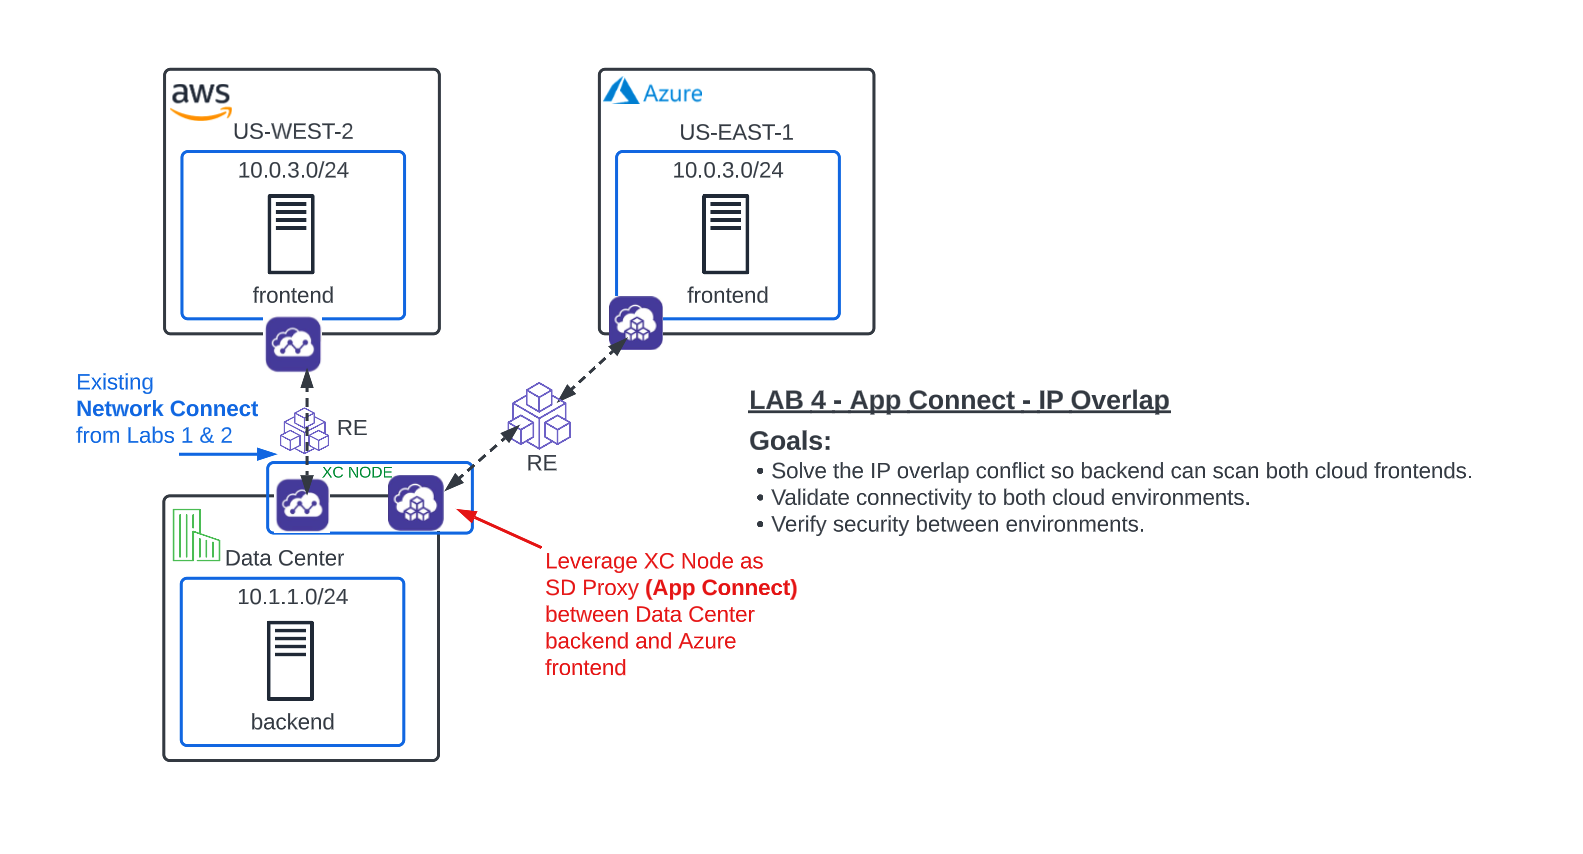 aws
US-WEST-2
10.0.3.0/24
frontend
Azure
US-EAST-1
10.0.3.0/24
frontend
Existing
Network Connect
from Labs 1 & 2
RE
RE
XC NODE
Data Center
10.1.1.0/24
backend
Leverage XC Node as
SD Proxy (App Connect)
between Data Center
backend and Azure
frontend
LAB 4 - App Connect - IP Overlap
Goals:
• Solve the IP overlap conflict so backend can scan both cloud frontends.
• Validate connectivity to both cloud environments.
• Verify security between environments.